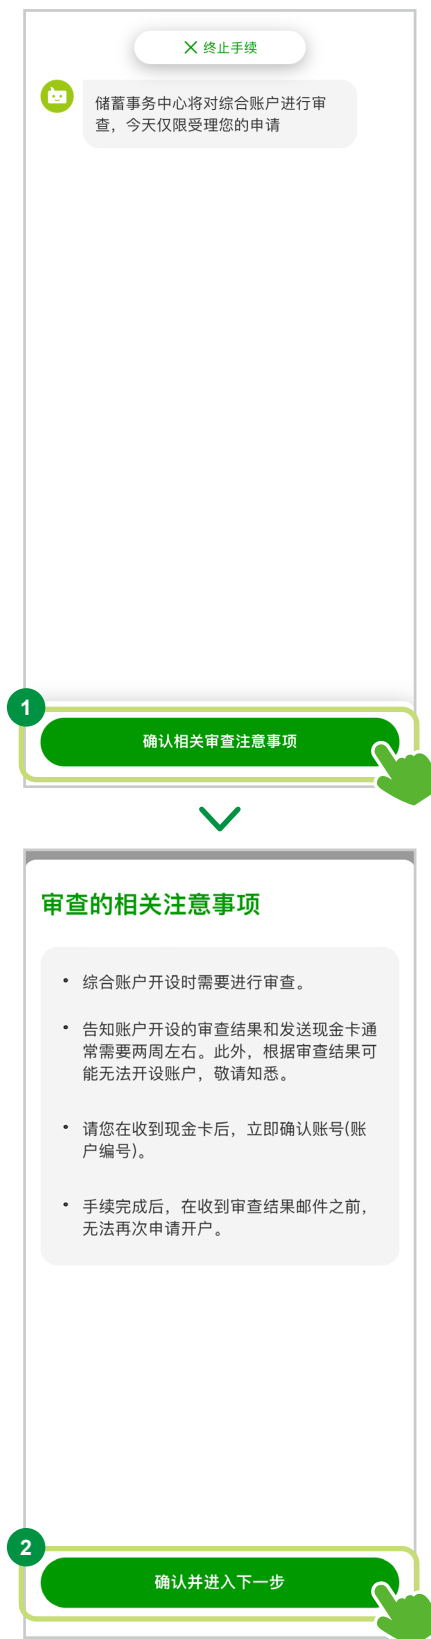 终止手续
储蓄事务中心将对综合账户进行审
查，今天仅限受理您的申请
1
确认相关审查注意事项
审查的相关注意事项
• 综合账户开设时需要进行审查。
• 告知账户开设的审查结果和发送现金卡通
常需要两周左右。此外，根据审查结果可
能无法开设账户，敬请知悉。
• 请您在收到现金卡后，立即确认账号(账
户编号)。
• 手续完成后，在收到审查结果邮件之前，
无法再次申请开户。
2
确认并进入下一步